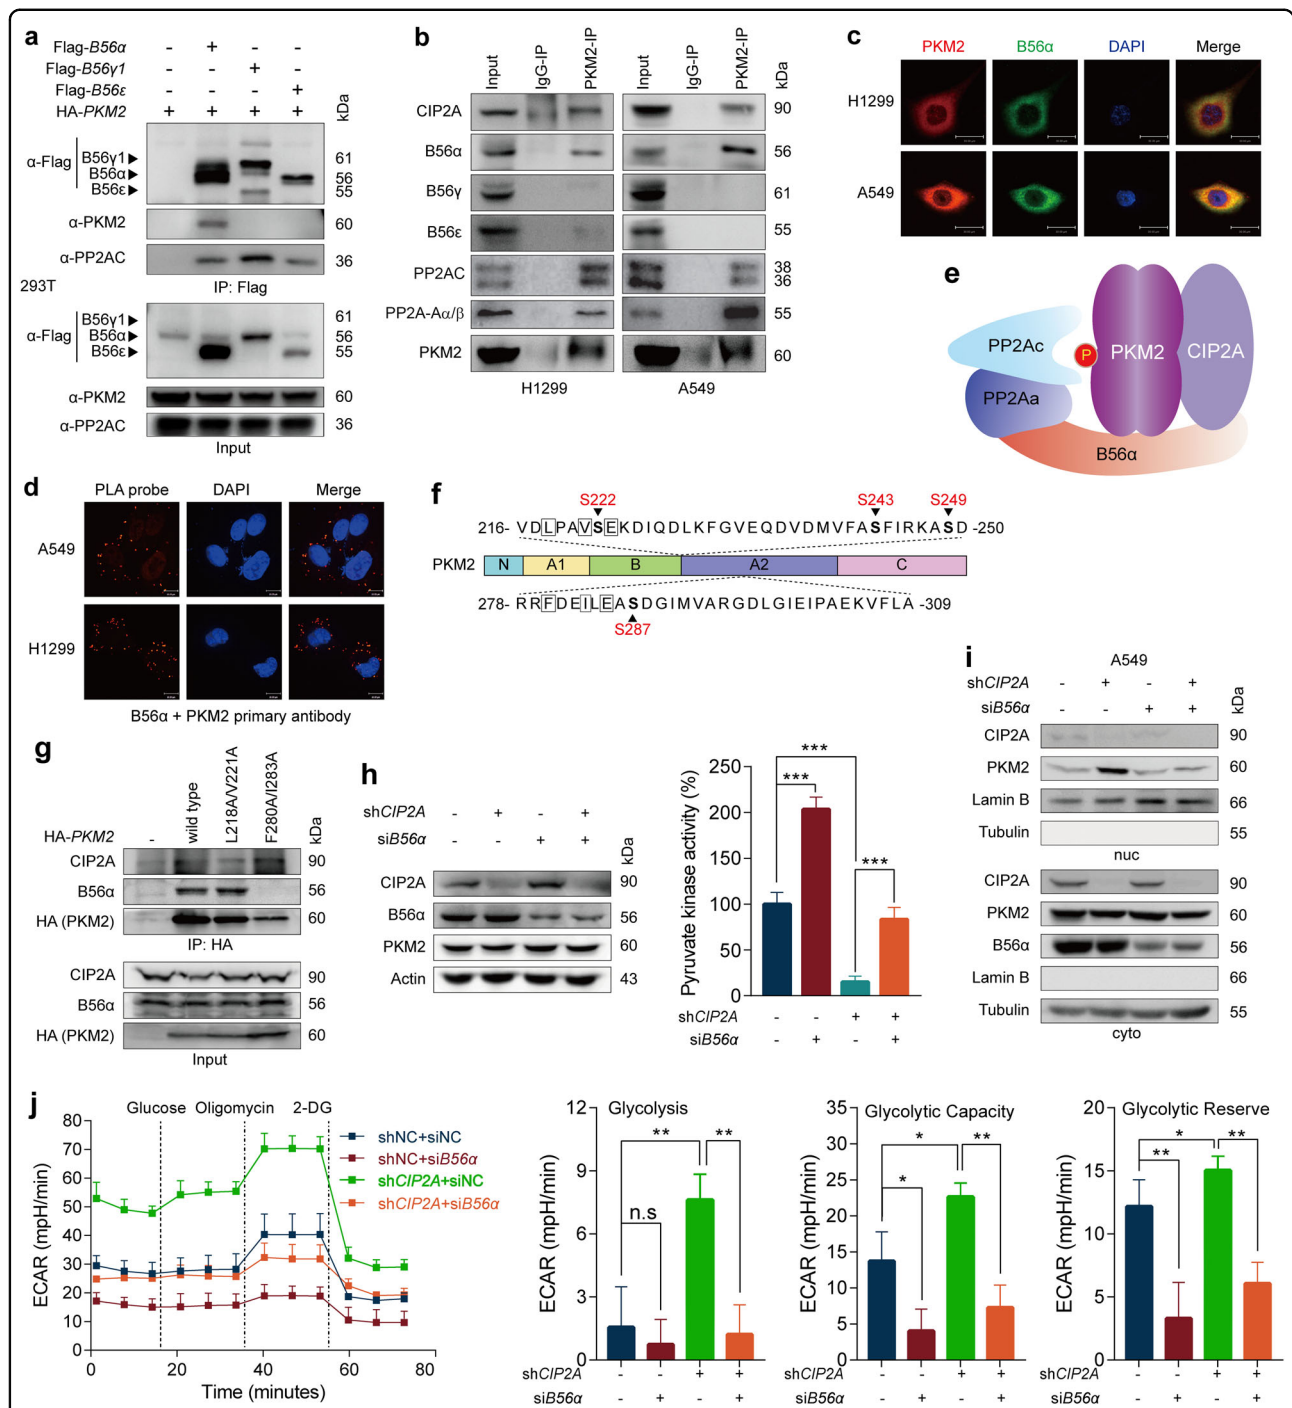 a
Flag-B56α - + - -
Flag-B56γ1 - - + -
Flag-B56ε - - - +
HA-PKM2 + + + + kDa
α-Flag B56γ1 61
B56α 56
B56ε 55
α-PKM2 60
α-PP2AC 36
293T IP: Flag
α-Flag B56γ1 61
B56α 56
B56ε 55
α-PKM2 60
α-PP2AC 36
Input
b
Input IgG-IP PKM2-IP Input IgG-IP PKM2-IP kDa
CIP2A 90
B56α 56
B56γ 61
B56ε 55
PP2AC 38
36
PP2A-Aα/β 55
PKM2 60
H1299 A549
c
PKM2 B56α DAPI Merge
H1299
A549
e
PP2Ac P PKM2 CIP2A
PP2Aa
B56α
d
PLA probe DAPI Merge
A549
H1299
B56α + PKM2 primary antibody
f
S222 S243 S249
216- VDLPAVSEKDIQDLKFGVEQDVDMVFASFIRKASD -250
PKM2 N A1 B A2 C
278- RRFDEILEASDGIMVARGDLGIEIPAEKVFLA -309
S287
g
HA-PKM2 - wild type L218A/V221A F280A/I283A kDa
CIP2A 90
B56α 56
HA (PKM2) 60
IP: HA
CIP2A 90
B56α 56
HA (PKM2) 60
Input
h
shCIP2A - + - +
siB56α - - + + kDa
CIP2A 90
B56α 56
PKM2 60
Actin 43
Pyruvate kinase activity (%)
250
200
150
100
50
0
***
***
***
shCIP2A - - + +
siB56α - + - +
i
A549
shCIP2A - + - +
siB56α - - + + kDa
CIP2A 90
PKM2 60
Lamin B 66
Tubulin 55
nuc
CIP2A 90
PKM2 60
B56α 56
Lamin B 66
Tubulin 55
cyto
j
Glucose Oligomycin 2-DG
ECAR (mpH/min)
80
70
60
50
40
30
20
10
0
0 20 40 60 80
Time (minutes)
shNC+siNC
shNC+siB56α
shCIP2A+siNC
shCIP2A+siB56α
Glycolysis
ECAR (mpH/min)
12
9
6
3
0
** **
n.s
shCIP2A - - + +
siB56α - + - +
Glycolytic Capacity
ECAR (mpH/min)
35
30
25
20
15
10
5
0
* **
*
shCIP2A - - + +
siB56α - + - +
Glycolytic Reserve
ECAR (mpH/min)
20
15
10
5
0
* **
**
shCIP2A - - + +
siB56α - + - +